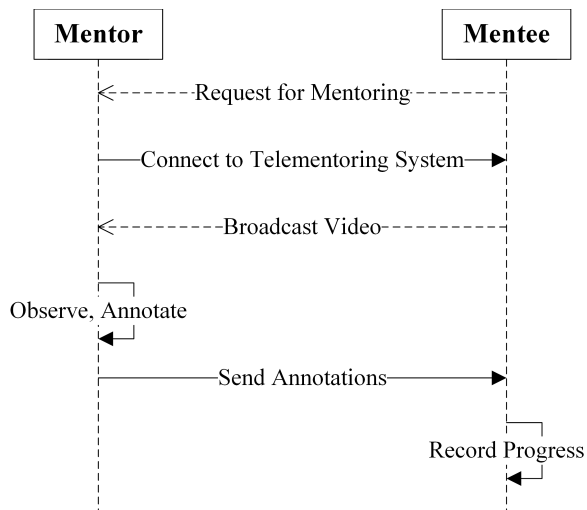 Mentor
Mentee
Request for Mentoring
Connect to Telementoring System
Broadcast Video
Observe, Annotate
Send Annotations
Record Progress